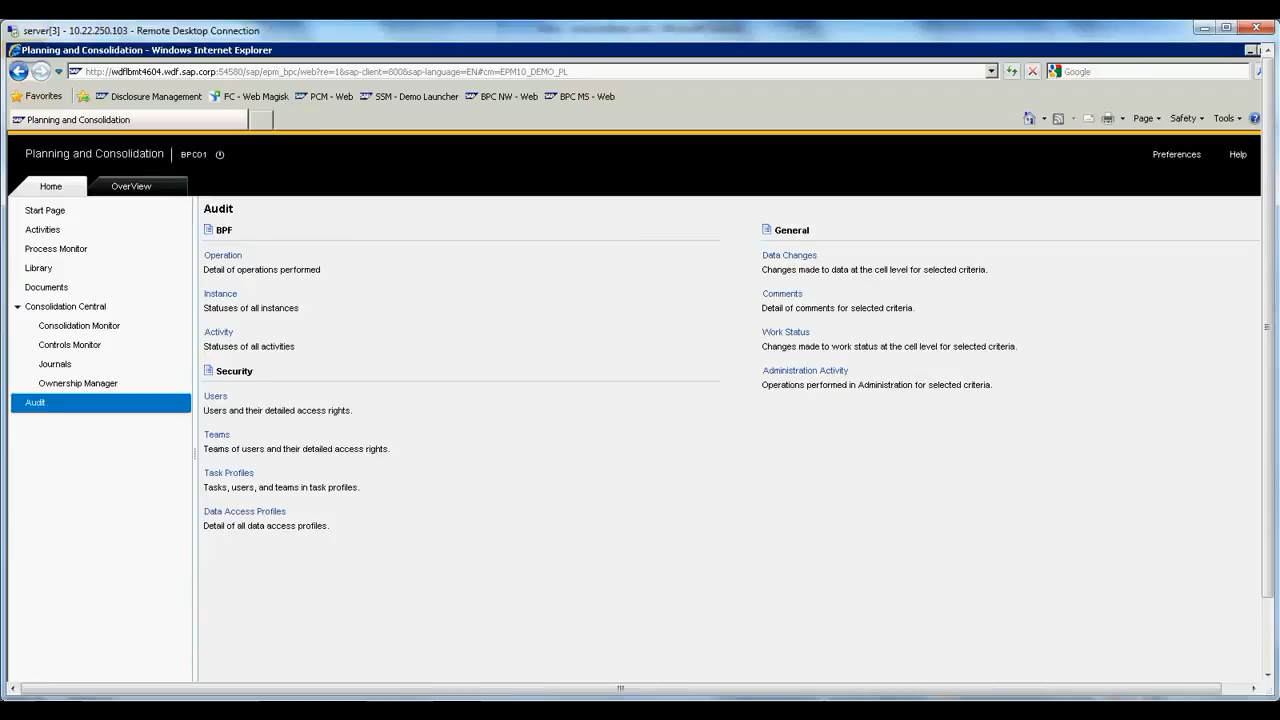 server[3] - 10.22.250.103 - Remote Desktop Connection
Planning and Consolidation - Windows Internet Explorer
http://wdflbmt4604.wdf.sap.corp:54580/sap/epm_bpc/web?re=1&sap-client=800&sap-language=EN#cm=EPM10_DEMO_PL
Google
Favorites
Disclosure Management
FC - Web Magisk
PCM - Web
SSM - Demo Launcher
BPC NW - Web
BPC MS - Web
Planning and Consolidation
Page
Safety
Tools
Planning and Consolidation
BPC01
Preferences
Help
Home
OverView
Start Page
Activities
Process Monitor
Library
Documents
Consolidation Central
Consolidation Monitor
Controls Monitor
Journals
Ownership Manager
Audit
Audit
BPF
Operation
Detail of operations performed
Instance
Statuses of all instances
Activity
Statuses of all activities
Security
Users
Users and their detailed access rights.
Teams
Teams of users and their detailed access rights.
Task Profiles
Tasks, users, and teams in task profiles.
Data Access Profiles
Detail of all data access profiles.
General
Data Changes
Changes made to data at the cell level for selected criteria.
Comments
Detail of comments for selected criteria.
Work Status
Changes made to work status at the cell level for selected criteria.
Administration Activity
Operations performed in Administration for selected criteria.